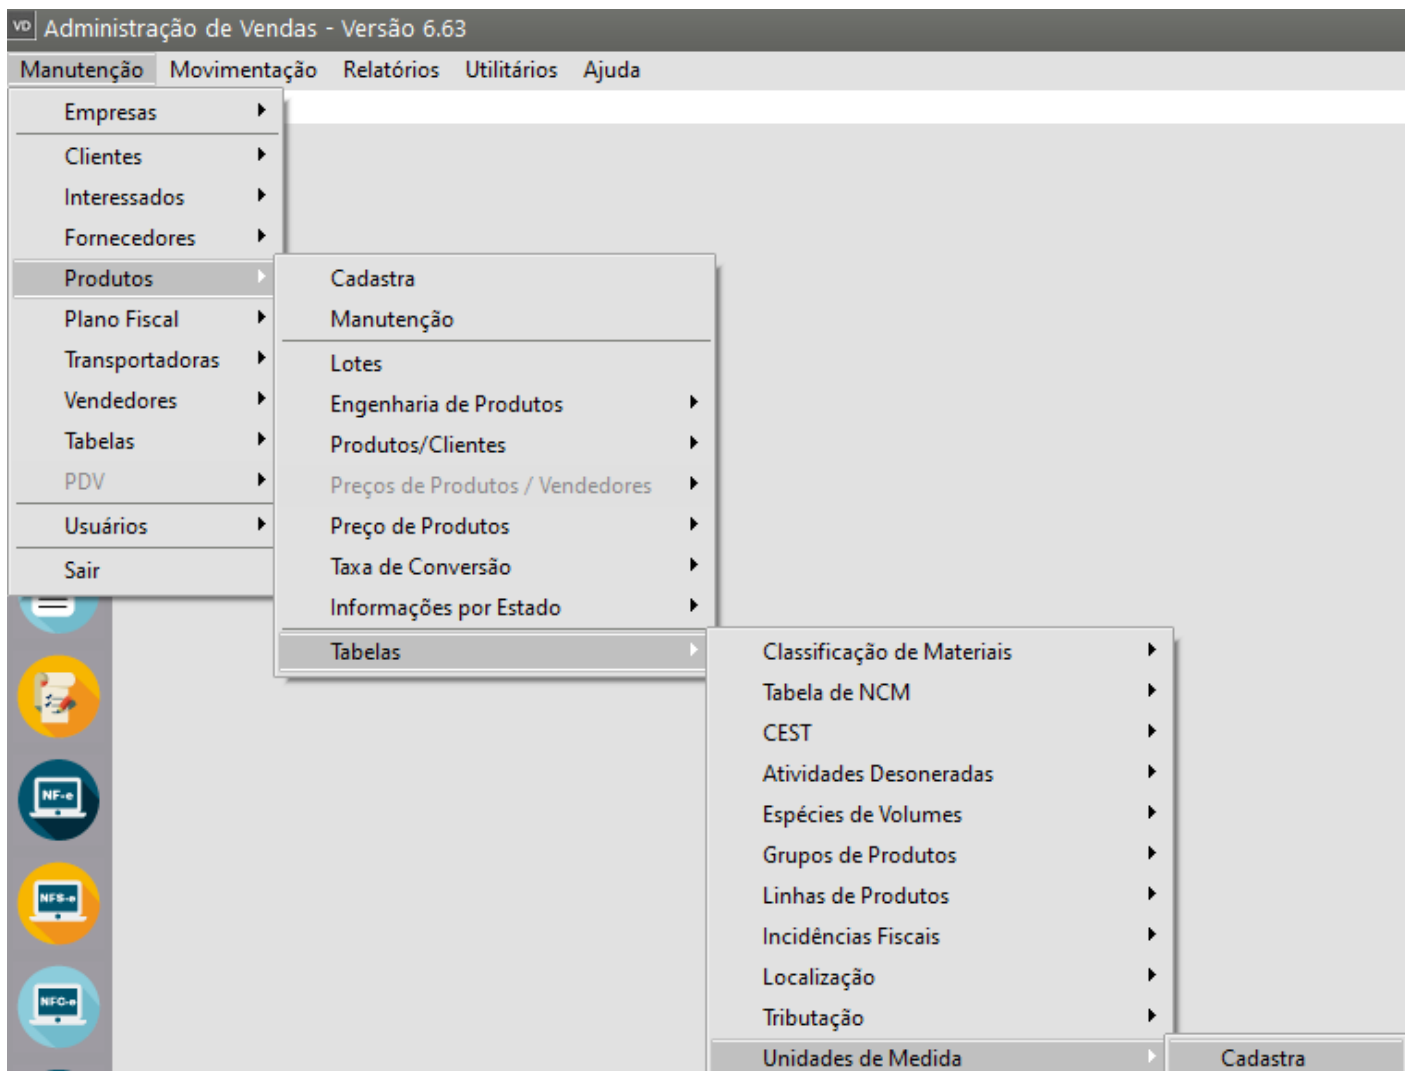 VD Administração de Vendas - Versão 6.63
Manutenção Movimentação Relatórios Utilitários Ajuda
Empresas
Clientes
Interessados
Fornecedores
Produtos
Plano Fiscal
Transportadoras
Vendedores
Tabelas
PDV
Usuários
Sair
Cadastra
Manutenção
Lotes
Engenharia de Produtos
Produtos/Clientes
Preços de Produtos / Vendedores
Preço de Produtos
Taxa de Conversão
Informações por Estado
Tabelas
Classificação de Materiais
Tabela de NCM
CEST
Atividades Desoneradas
Espécies de Volumes
Grupos de Produtos
Linhas de Produtos
Incidências Fiscais
Localização
Tributação
Unidades de Medida
Cadastra
NF-e
NFS-e
NFC-e